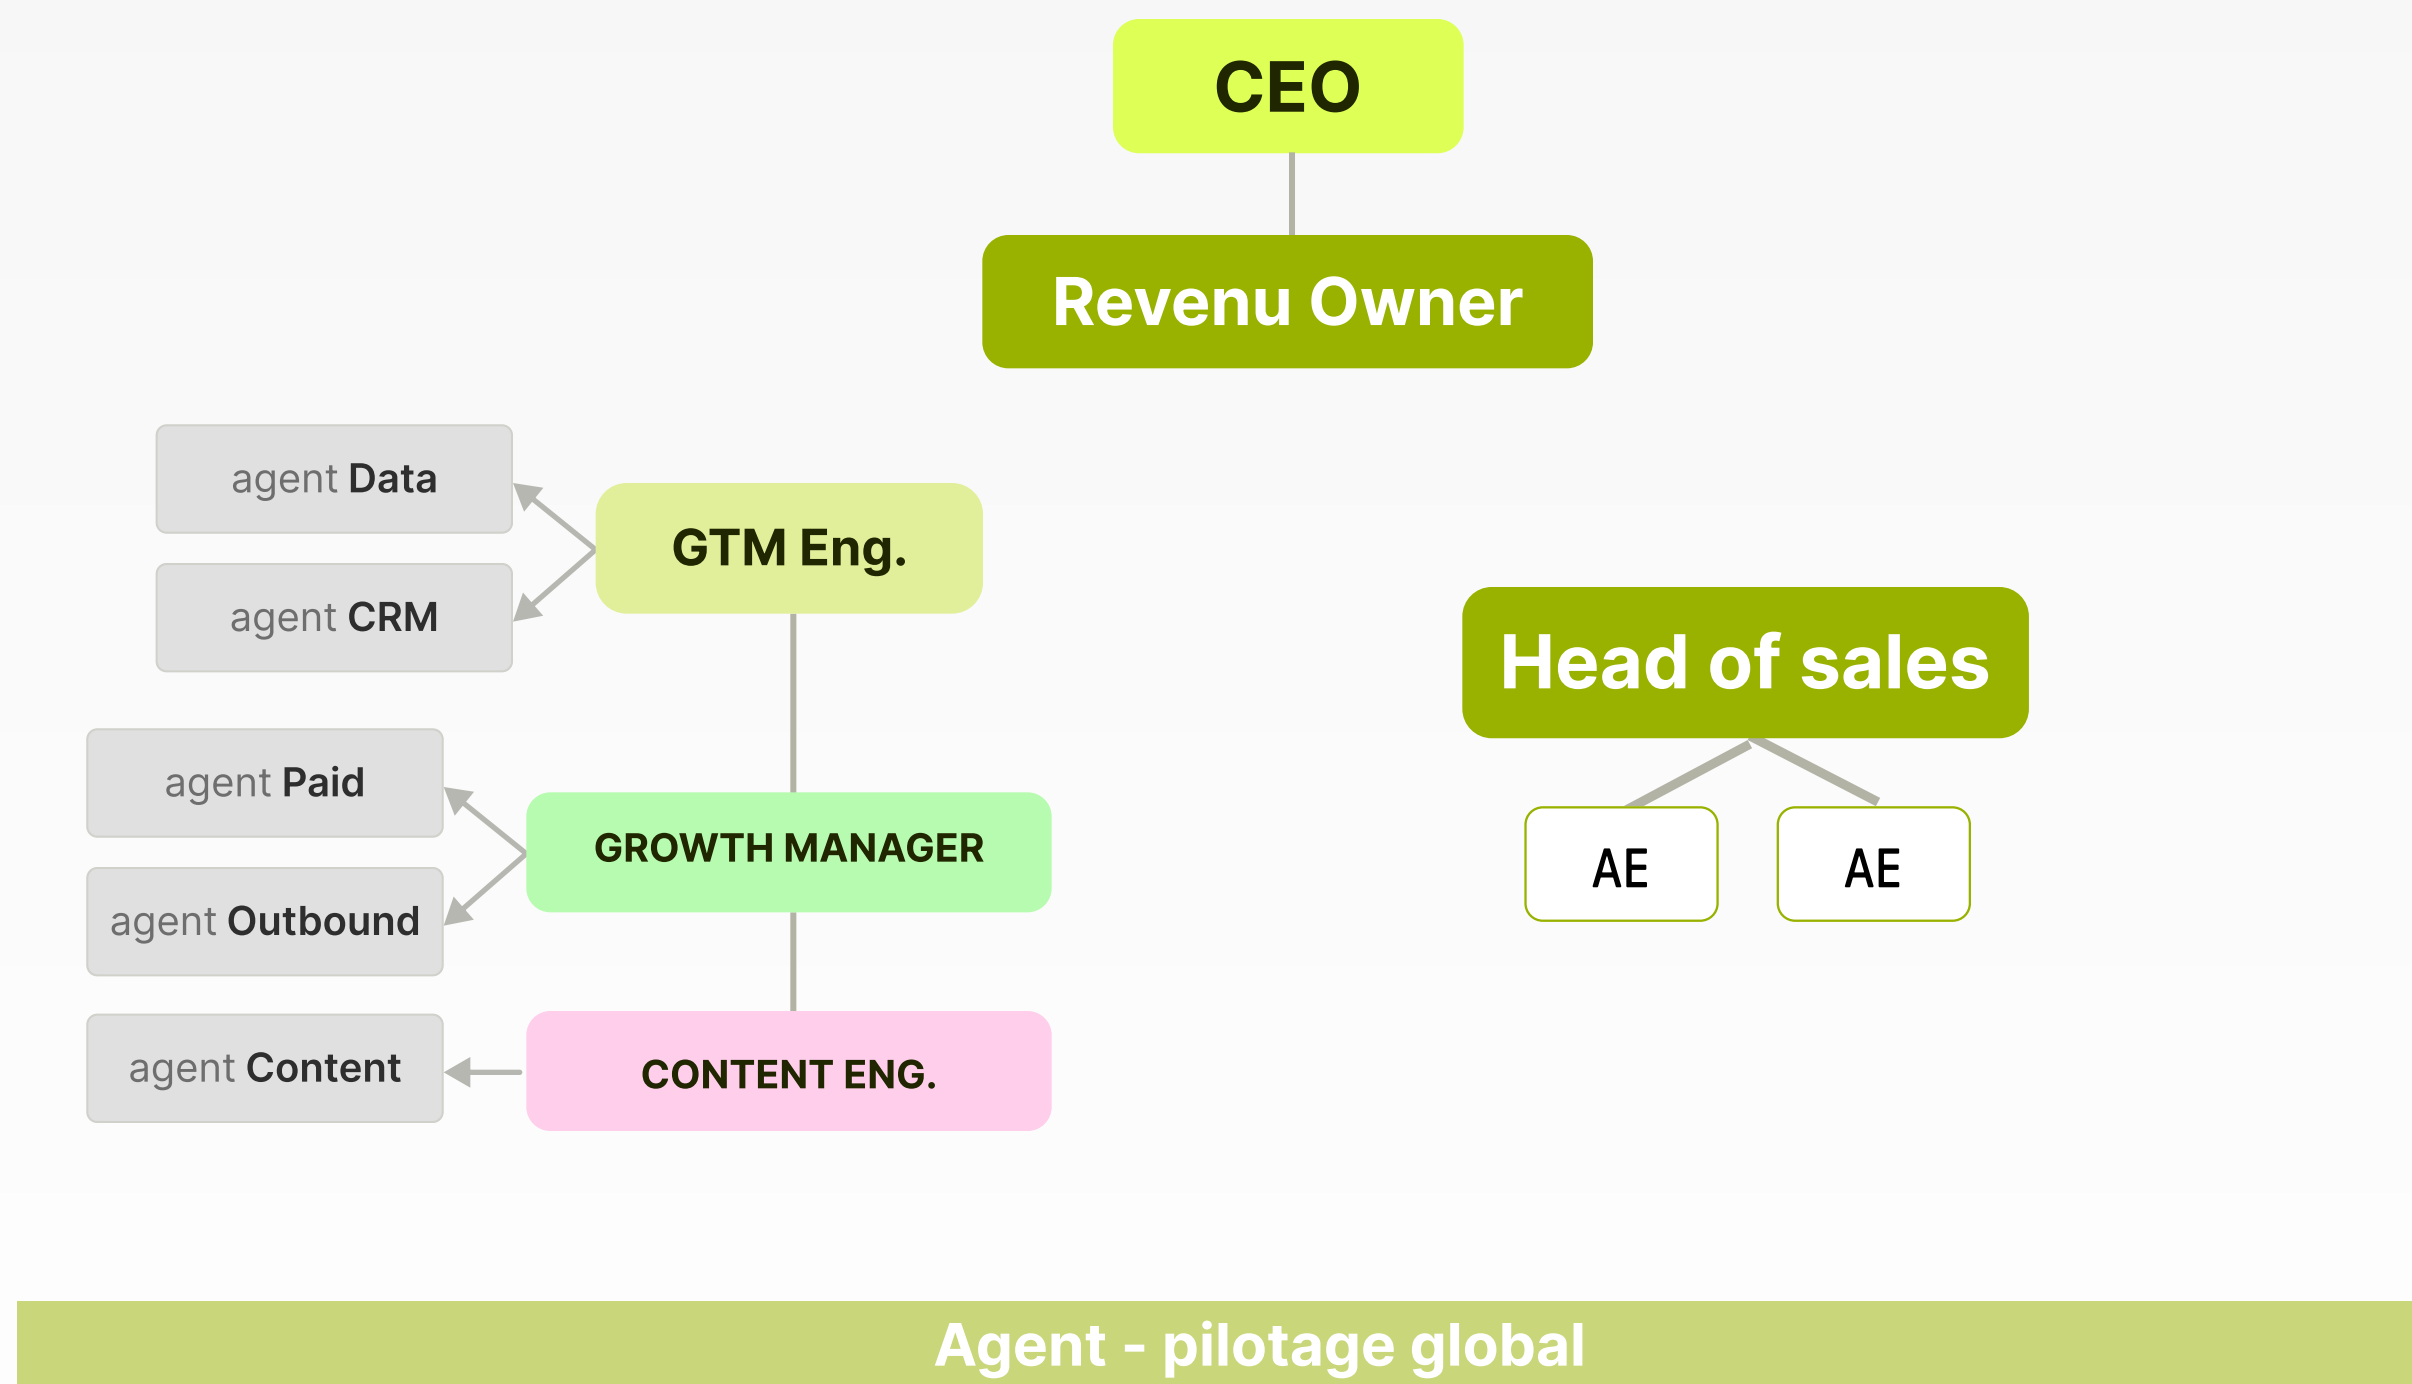 CEO
Revenu Owner
agent Data
agent CRM
GTM Eng.
agent Paid
agent Outbound
GROWTH MANAGER
agent Content
CONTENT ENG.
Head of sales
AE
AE
Agent - pilotage global